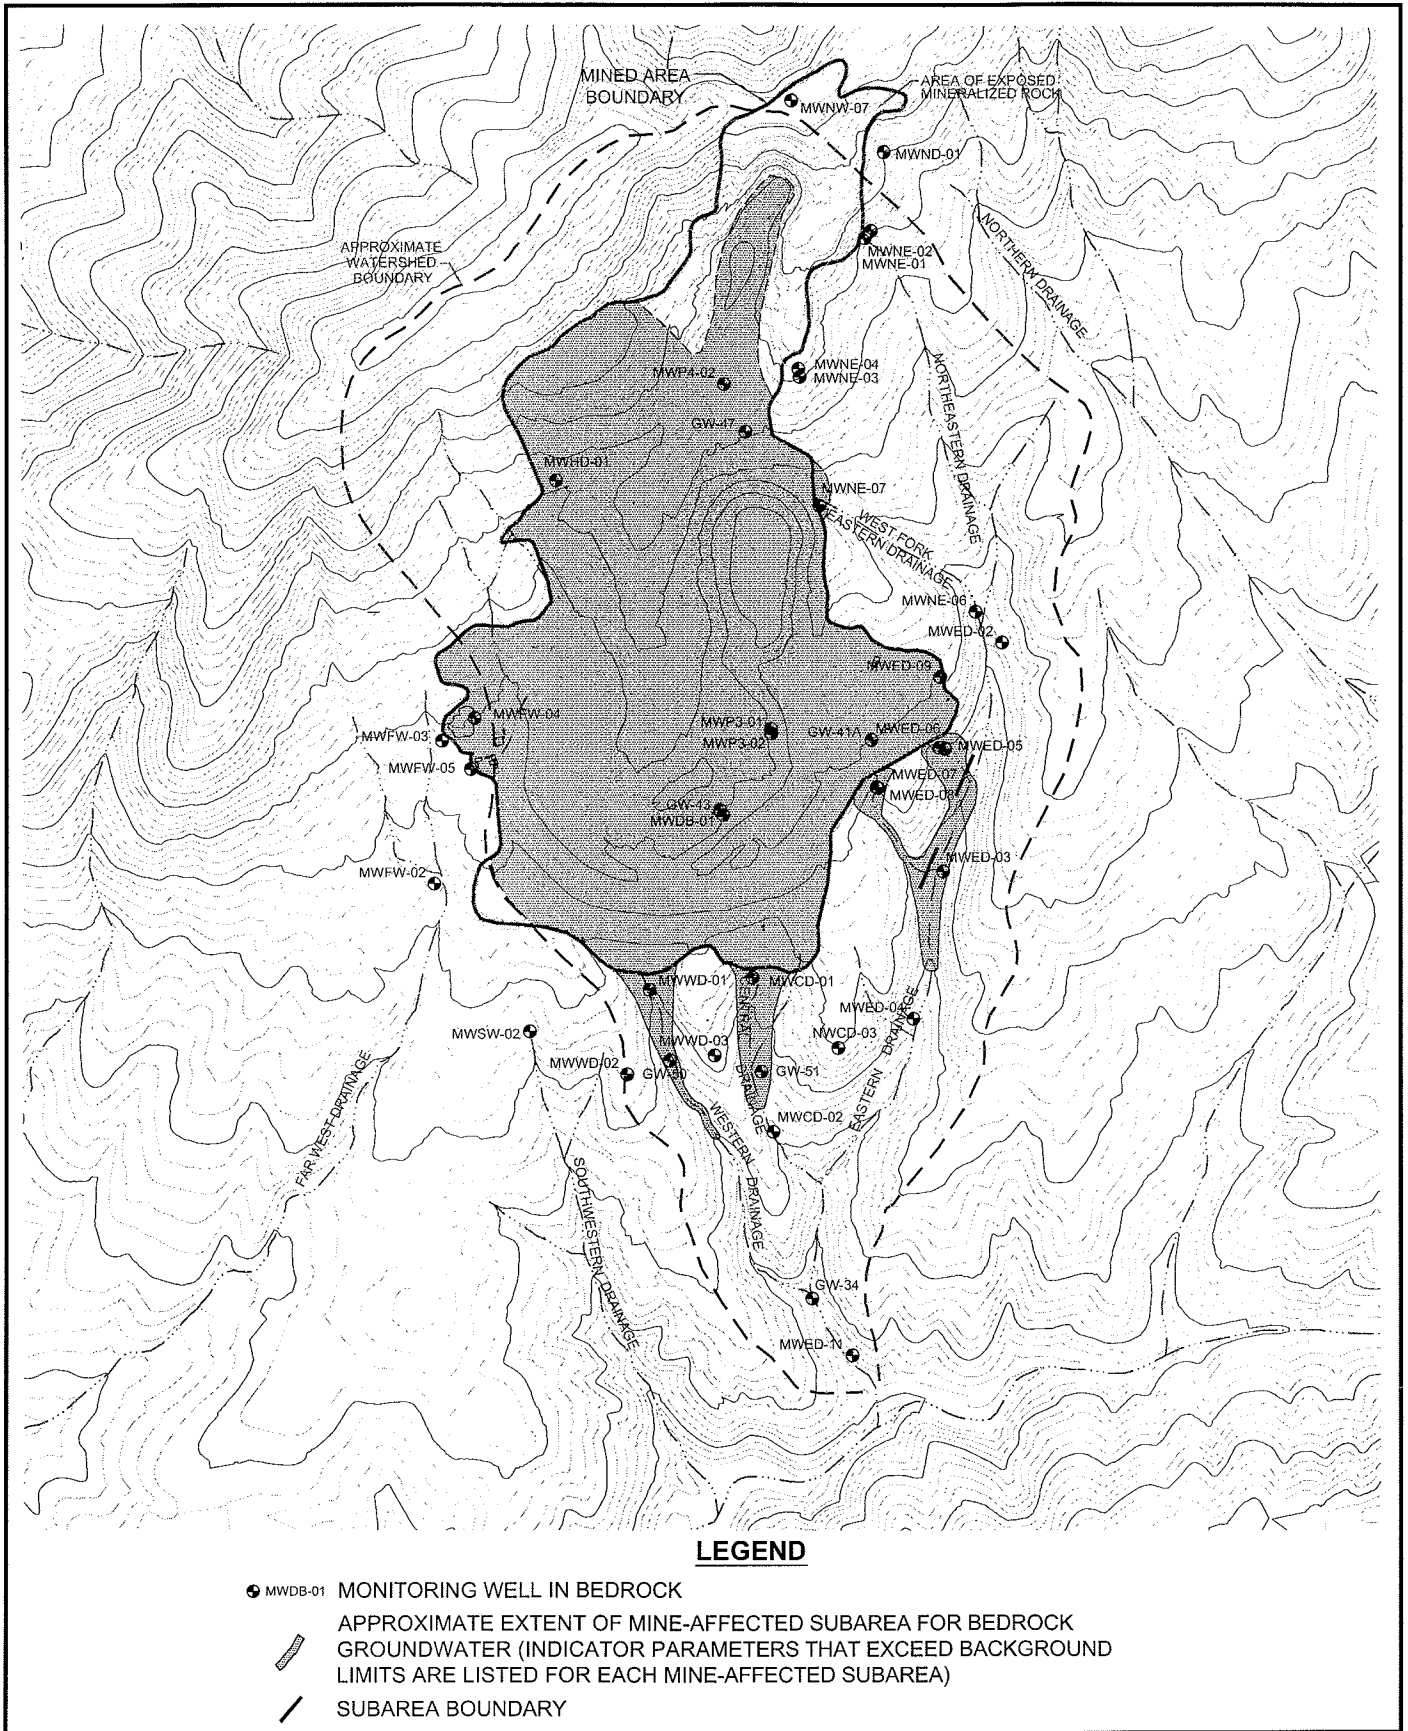 MINED AREA
BOUNDARY
AREA OF EXPOSED
MINERALIZED ROCK
MWNW-07
MWND-01
APPROXIMATE
WATERSHED
BOUNDARY
MWNE-02
MWNE-01
NORTHERN DRAINAGE
MWNE-04
MWNE-03
MWP4-02
NORTHEASTERN DRAINAGE
GW-47
MWHD-01
MWNE-07
WEST FORK
EASTERN DRAINAGE
MWNE-06
MWED-02
MWED-09
MWFW-04
MWFW-03
MWP3-01
MWP3-02
GW-41A
MWED-06
MWED-05
MWFW-05
MWED-07
MWED-08
GW-43
MWDB-01
MWED-03
MWFW-02
MWWD-01
MWCD-01
MWED-04
MWSW-02
MWWD-03
NWCD-03
MWWD-02
GW-50
GW-51
CENTRAL DRAINAGE
EASTERN DRAINAGE
MWCD-02
FAR WEST DRAINAGE
WESTERN DRAINAGE
SOUTHWESTERN DRAINAGE
GW-34
MWED-11
LEGEND
MWDB-01 MONITORING WELL IN BEDROCK
APPROXIMATE EXTENT OF MINE-AFFECTED SUBAREA FOR BEDROCK
GROUNDWATER (INDICATOR PARAMETERS THAT EXCEED BACKGROUND
LIMITS ARE LISTED FOR EACH MINE-AFFECTED SUBAREA)
SUBAREA BOUNDARY